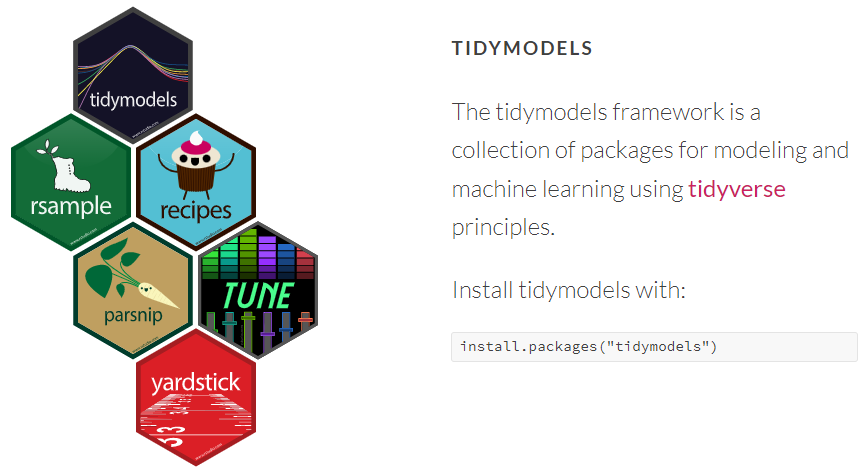 tidymodels
rsample
recipes
parsnip
TUNE
yardstick
TIDYMODELS
The tidymodels framework is a
collection of packages for modeling and
machine learning using tidyverse
principles.
Install tidymodels with:
install.packages("tidymodels")